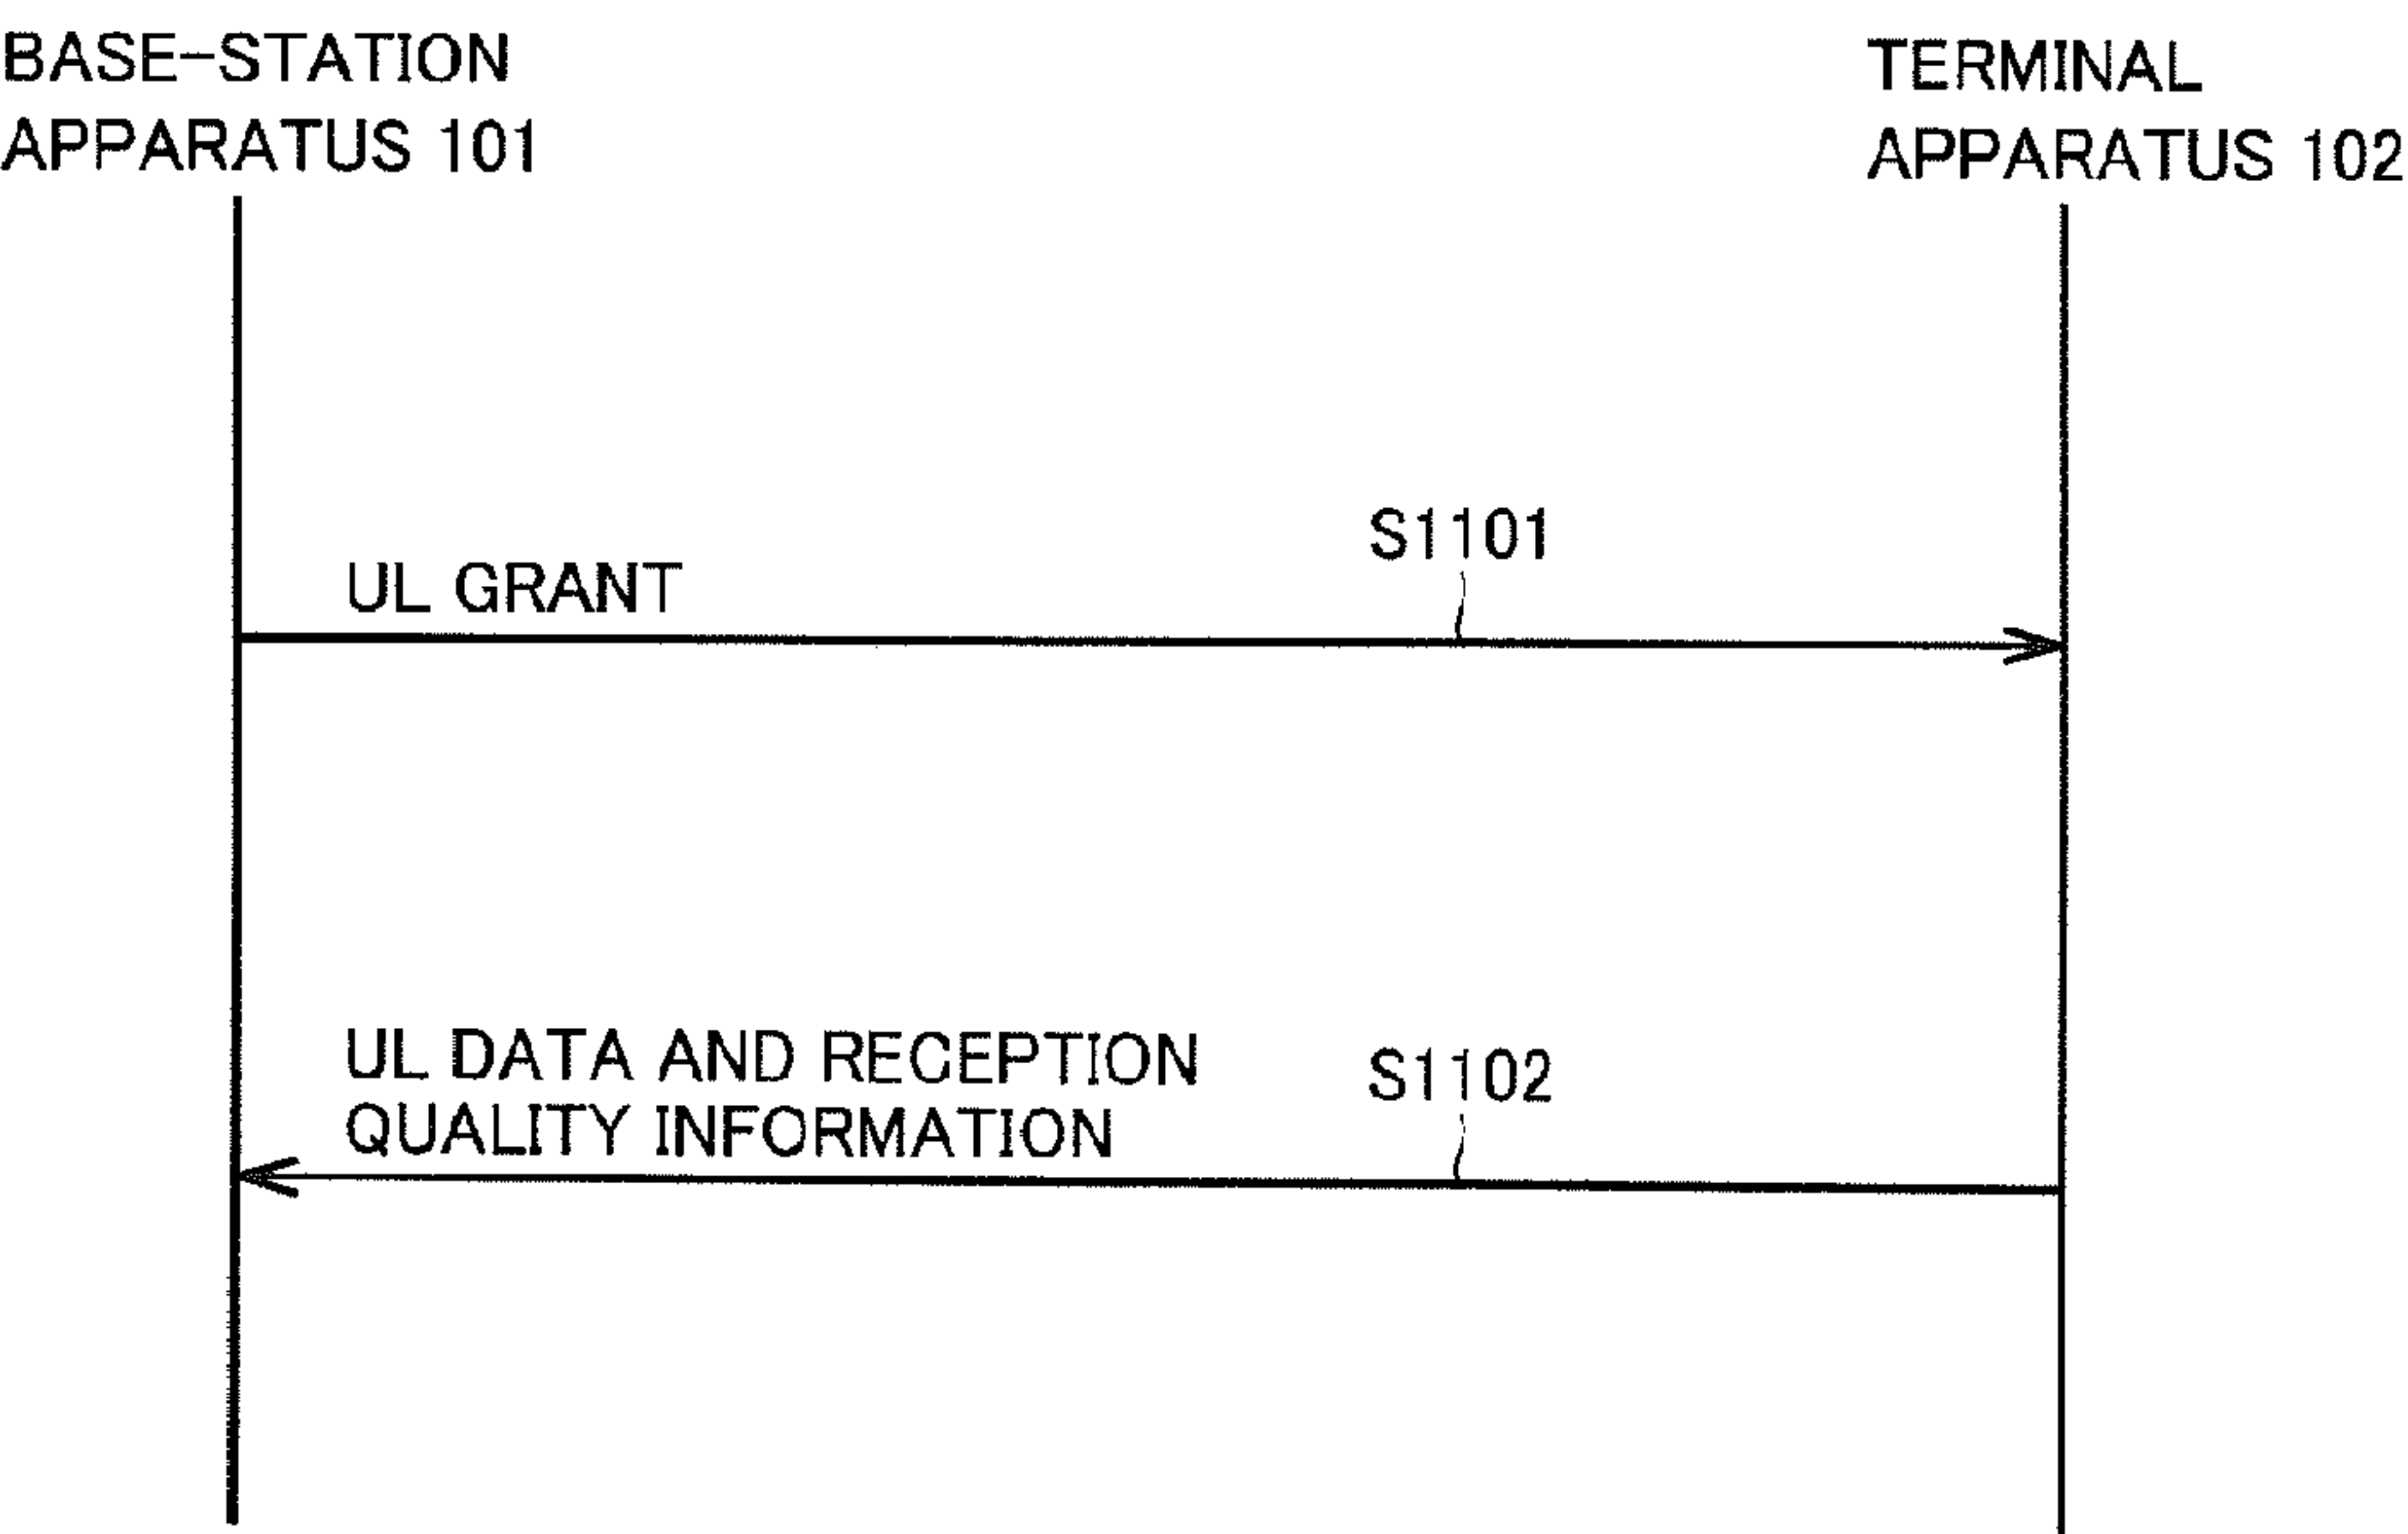 BASE-STATION
APPARATUS 101
TERMINAL
APPARATUS 102
S1101
UL GRANT
UL DATA AND RECEPTION
QUALITY INFORMATION
S1102